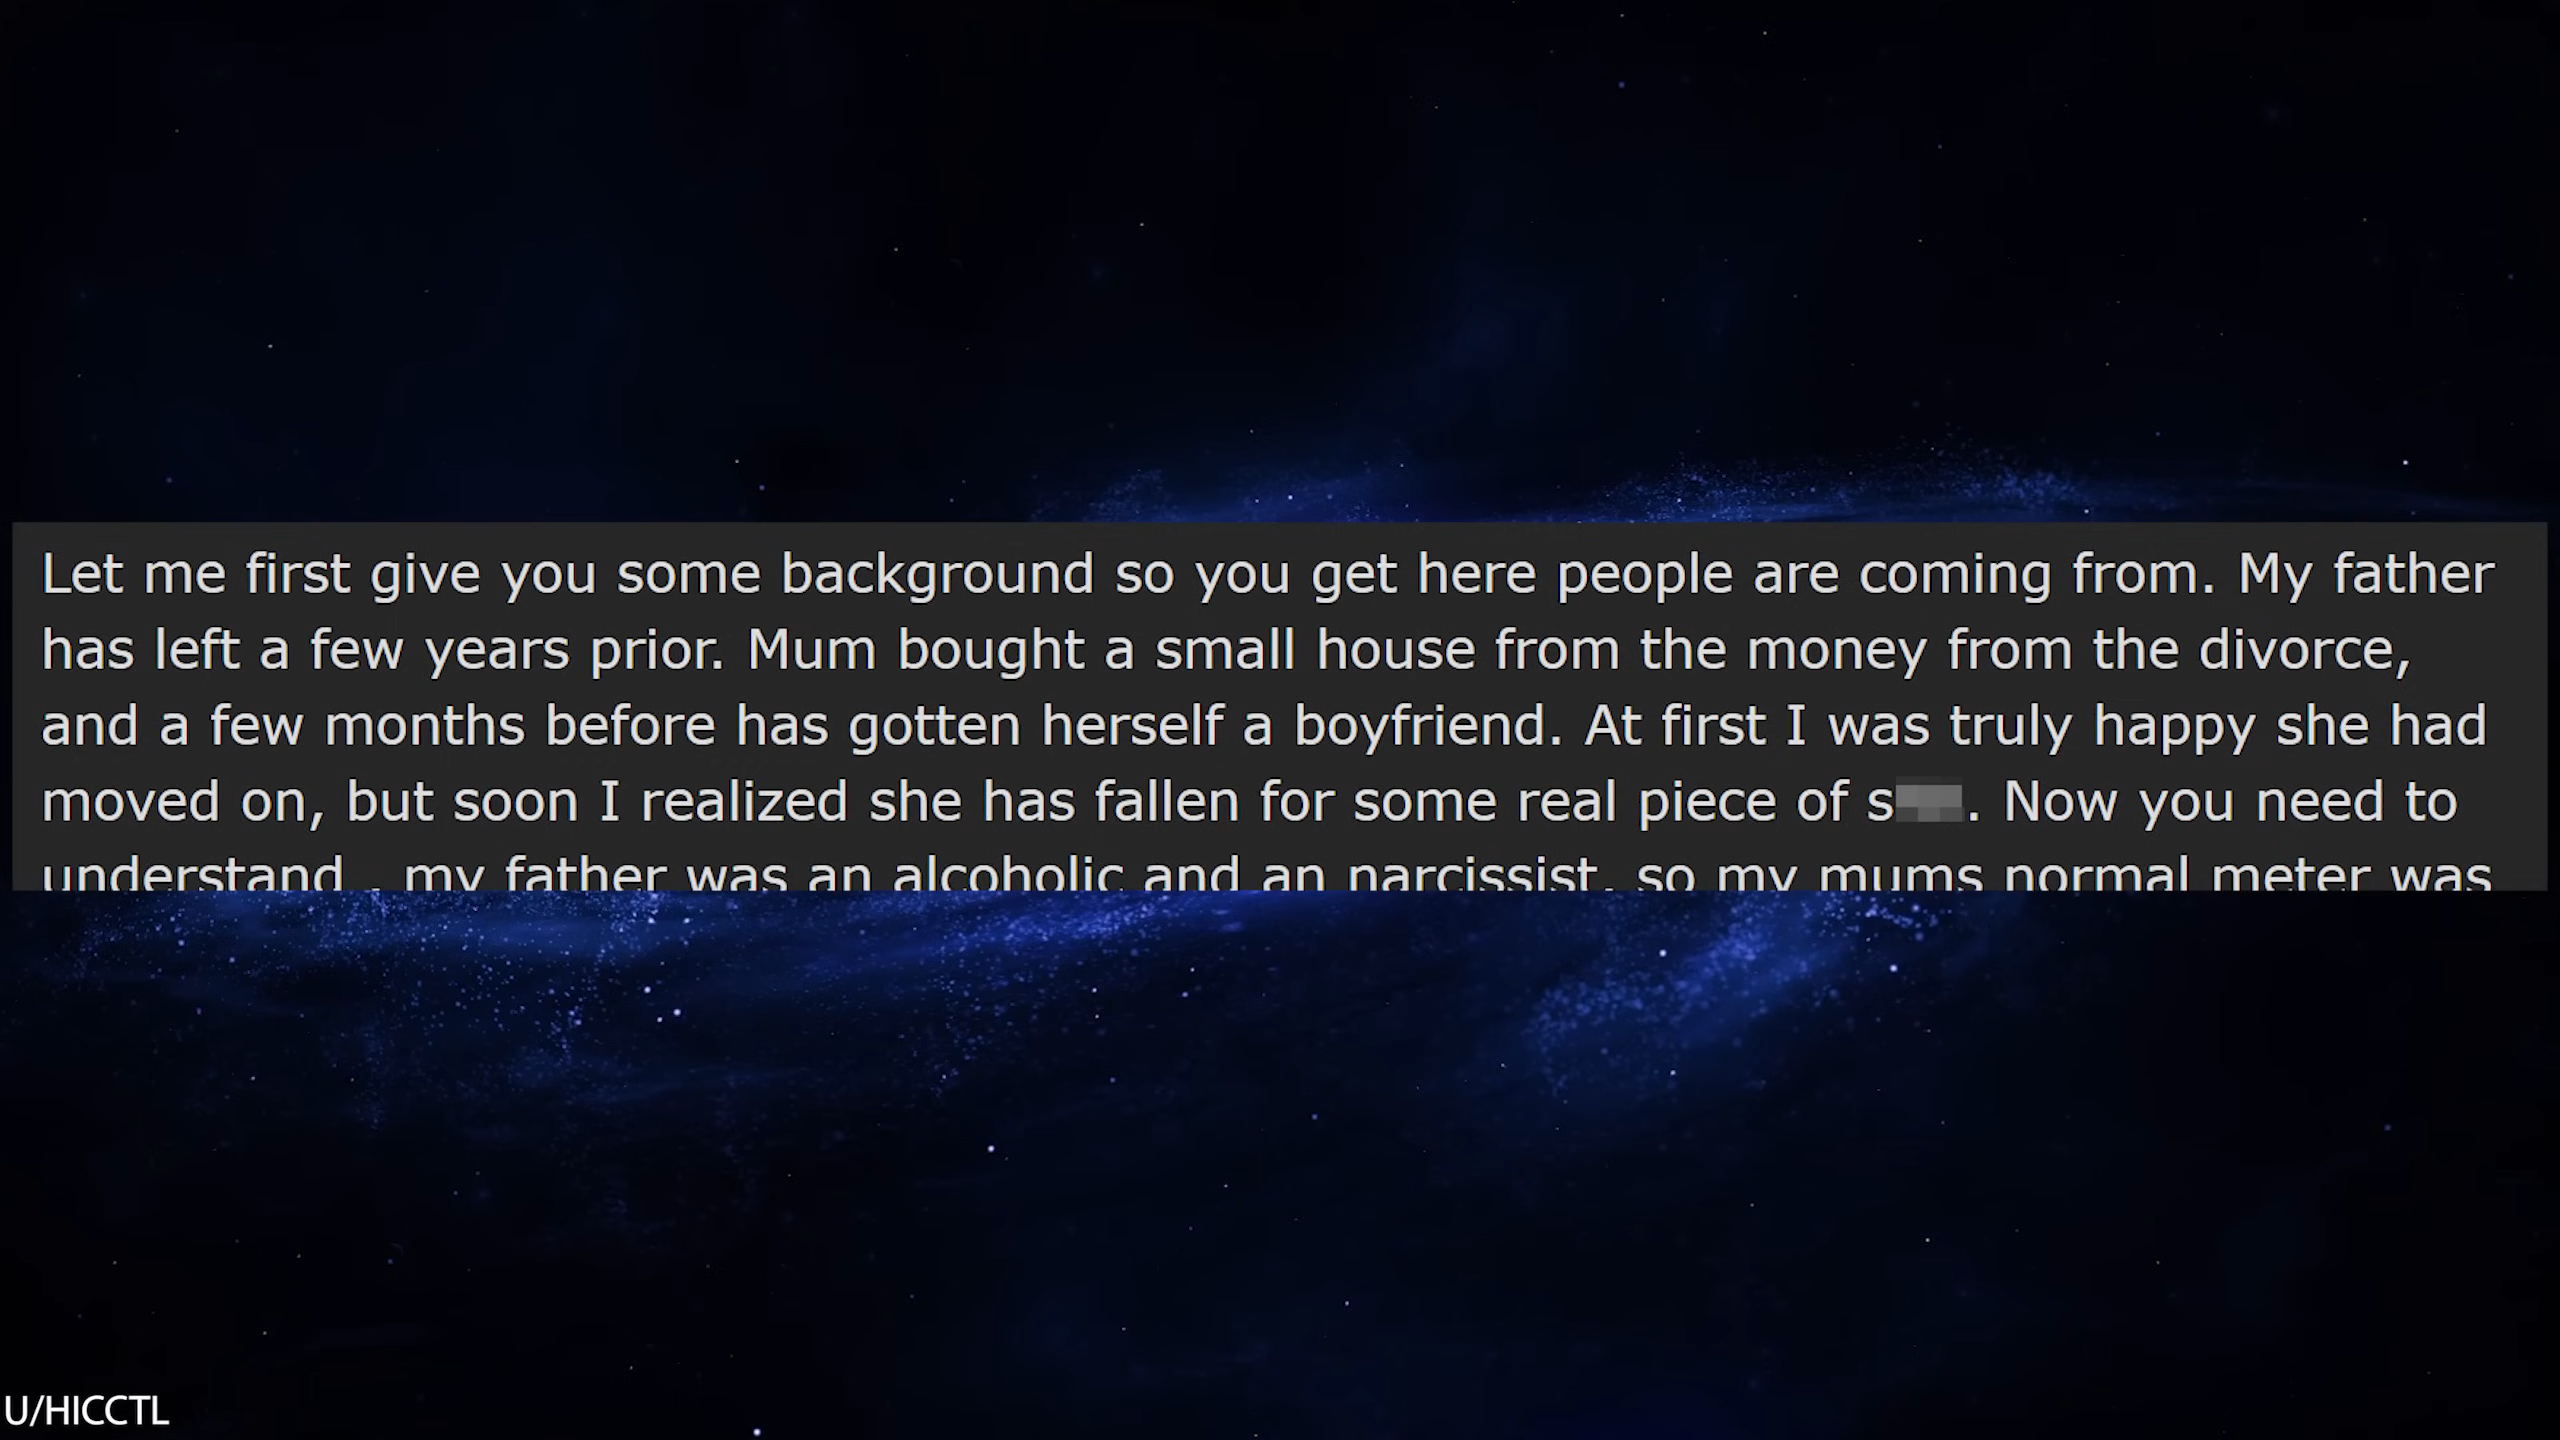 Let me first give you some background so you get here people are coming from. My father
has left a few years prior. Mum bought a small house from the money from the divorce,
and a few months before has gotten herself a boyfriend. At first I was truly happy she had
moved on, but soon I realized she has fallen for some real piece of s. Now you need to
understand , my father was an alcoholic and an narcissist, so my mums normal meter was
U/HICCTL